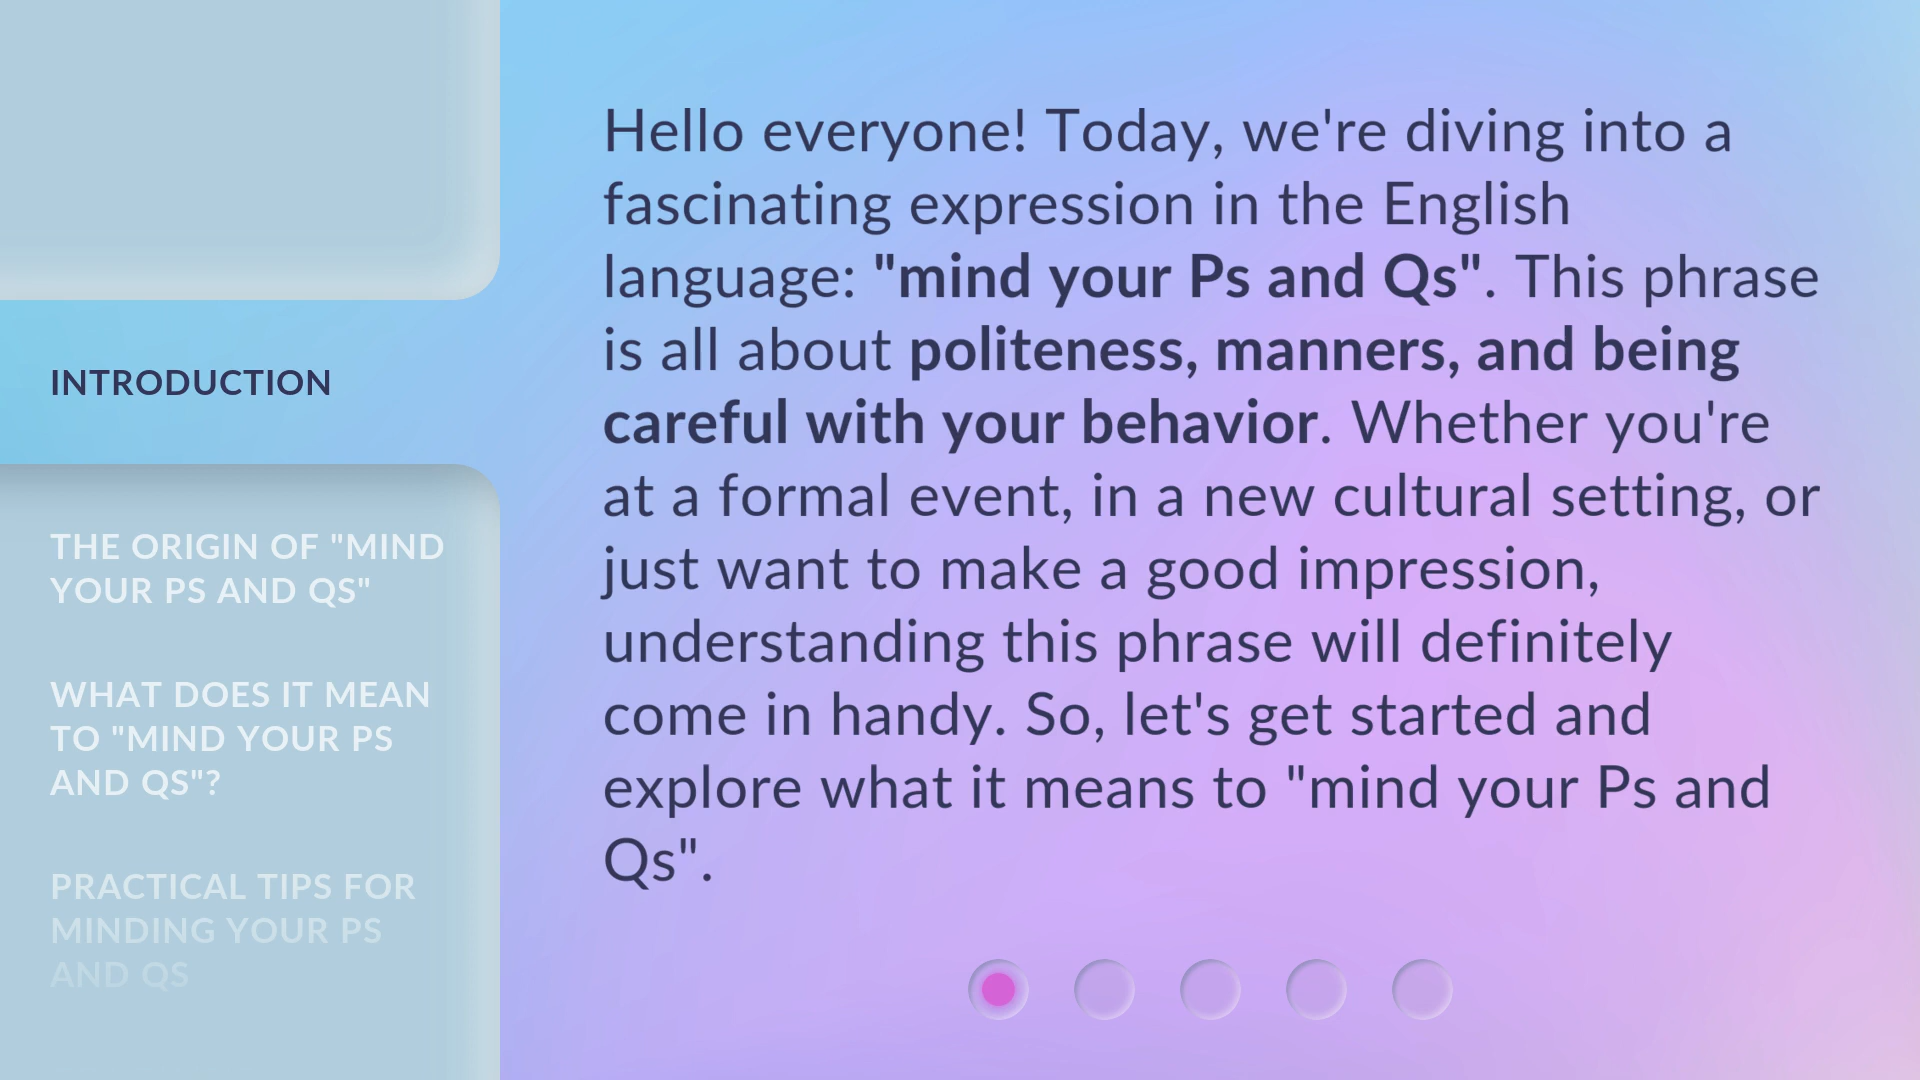 INTRODUCTION
THE ORIGIN OF "MIND
YOUR PS AND QS"
WHAT DOES IT MEAN
TO "MIND YOUR PS
AND QS"?
PRACTICAL TIPS FOR
MINDING YOUR PS
AND QS
Hello everyone! Today, we're diving into a
fascinating expression in the English
language: "mind your Ps and Qs". This phrase
is all about politeness, manners, and being
careful with your behavior. Whether you're
at a formal event, in a new cultural setting, or
just want to make a good impression,
understanding this phrase will definitely
come in handy. So, let's get started and
explore what it means to "mind your Ps and
Qs".